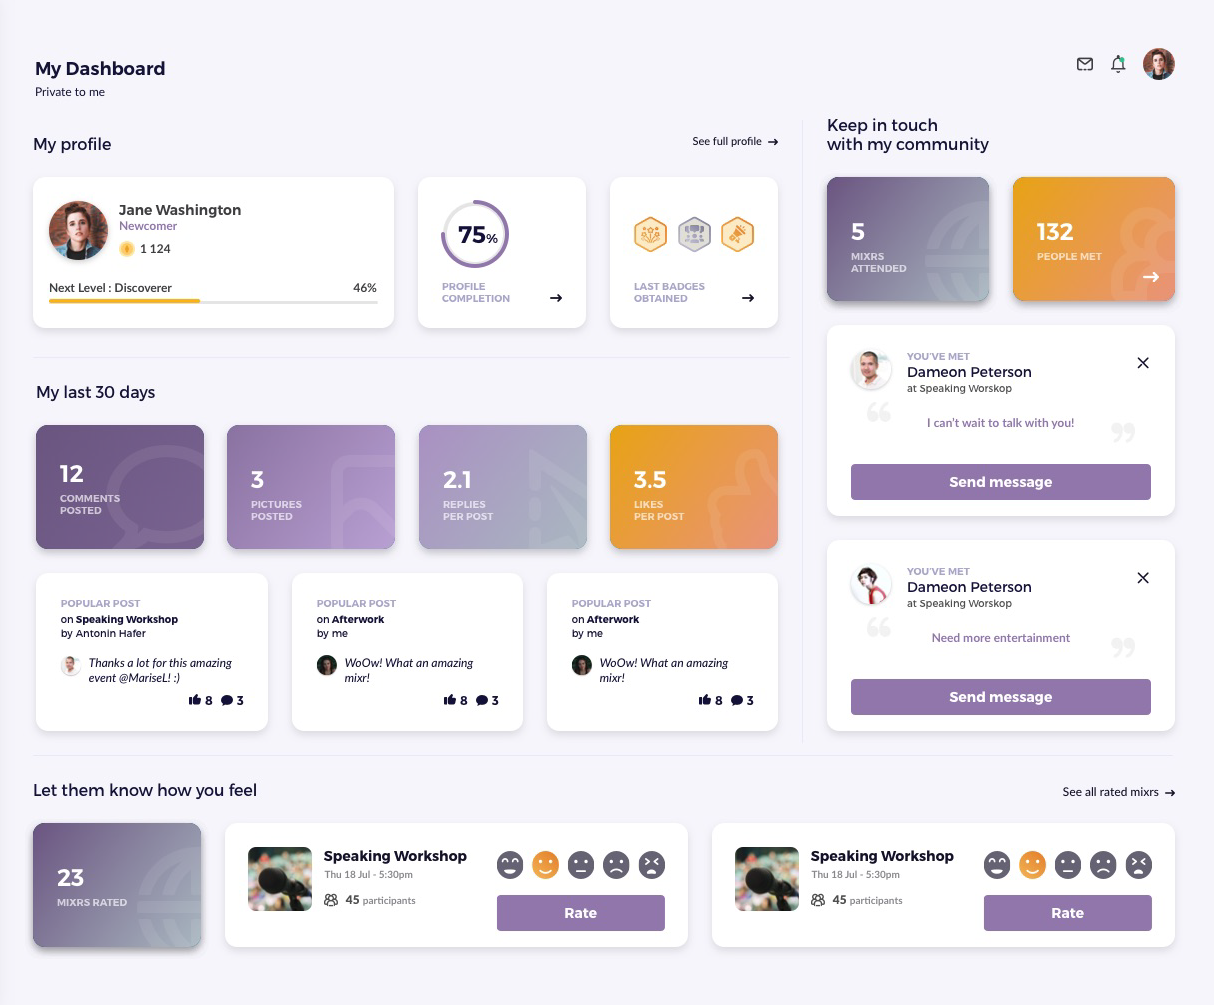 My Dashboard
Private to me
My profile
See full profile →
Jane Washington
Newcomer
1 124
Next Level : Discoverer
46%
75%
PROFILE
COMPLETION
LAST BADGES
OBTAINED
Keep in touch
with my community
5
MIXRS
ATTENDED
132
PEOPLE MET
YOU'VE MET
Dameon Peterson
at Speaking Worskop
I can't wait to talk with you!
Send message
YOU'VE MET
Dameon Peterson
at Speaking Worskop
Need more entertainment
Send message
My last 30 days
12
COMMENTS
POSTED
3
PICTURES
POSTED
2.1
REPLIES
PER POST
3.5
LIKES
PER POST
POPULAR POST
on Speaking Workshop
by Antonin Hafer
Thanks a lot for this amazing
event @MariseL! :)
8 3
POPULAR POST
on Afterwork
by me
WoOw! What an amazing
mixr!
8 3
POPULAR POST
on Afterwork
by me
WoOw! What an amazing
mixr!
8 3
Let them know how you feel
See all rated mixrs →
23
MIXRS RATED
Speaking Workshop
Thu 18 Jul - 5:30pm
45 participants
Rate
Speaking Workshop
Thu 18 Jul - 5:30pm
45 participants
Rate